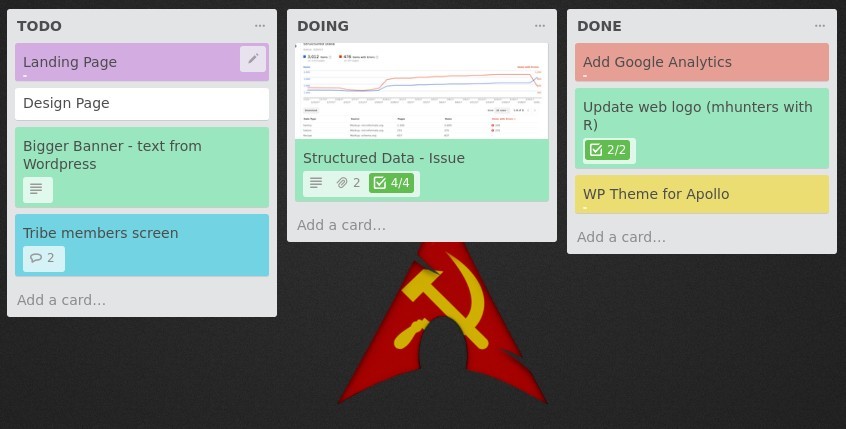 TODO
Landing Page
Design Page
Bigger Banner - text from
Wordpress
Tribe members screen
2
Add a card...
DOING
Structured Data - Issue
2 4/4
Add a card...
DONE
Add Google Analytics
Update web logo (mhunters with
R)
2/2
WP Theme for Apollo
Add a card...